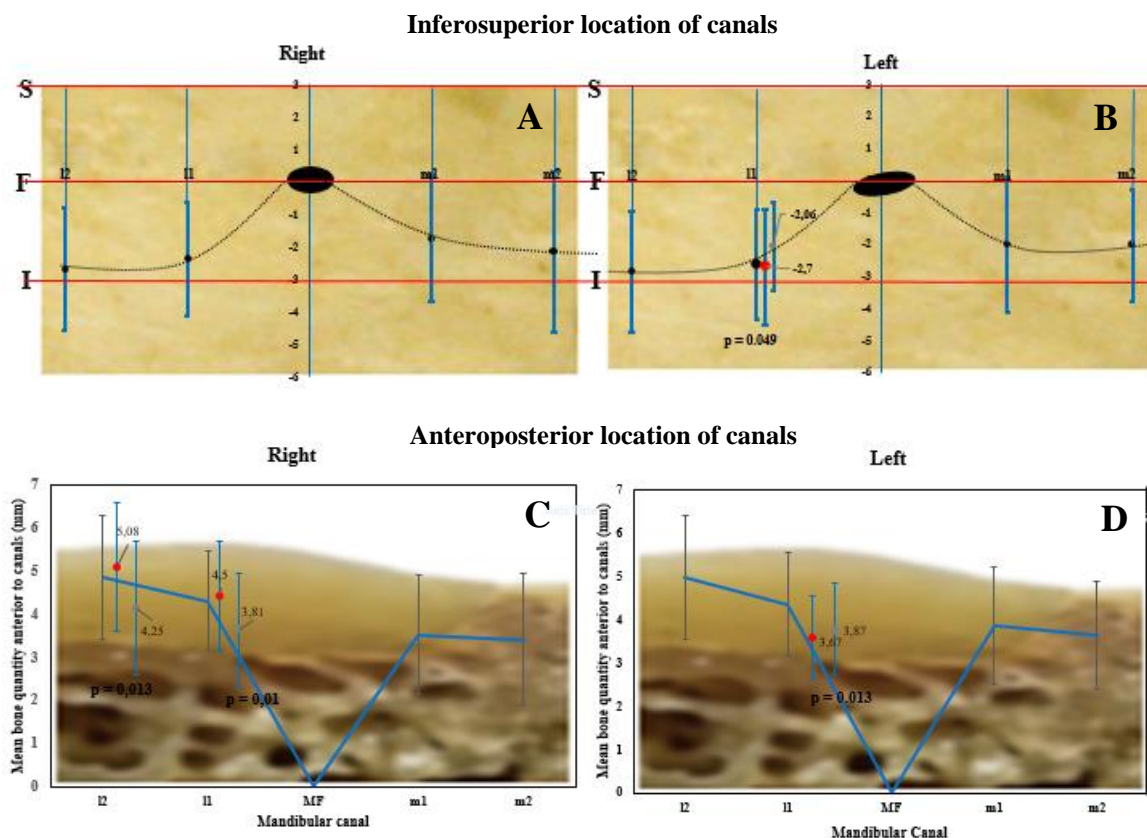 Inferosuperior location of canals
Right
Left
S
3
2
1
A
F
l2
l1
m1
m2
-1
-2
I
-3
-4
-5
-6
S
3
2
1
B
F
l2
l1
m1
m2
-1
-2,06
-2
-2,7
I
-3
-4
p = 0.049
-5
-6
Anteroposterior location of canals
Right
Left
Mean bone quantity anterior to canals (mm)
7
6
5
4
3
2
1
0
C
5,08
4,25
4,5
3,81
p = 0,013
p = 0,01
l2
l1
MF
m1
m2
Mandibular canal
Mean bone quantity anterior to canals (mm)
7
6
5
4
3
2
1
0
D
3,67
3,87
p = 0.013
l2
l1
MF
m1
m2
Mandibular Canal